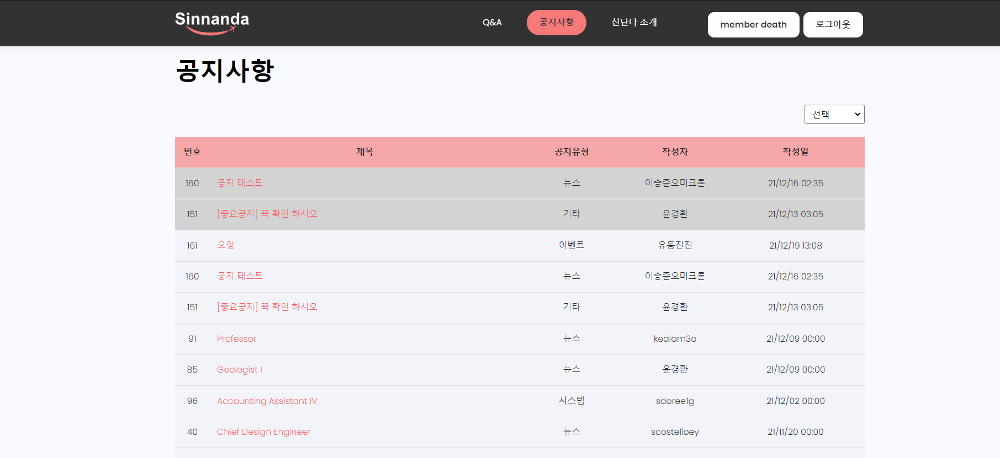 Sinnanda Q&A 공지사항 신난다 소개 member death 로그아웃
공지사항
선택
번호 제목 공지유형 작성자 작성일
160 공지 테스트 뉴스 이승준오미크론 21/12/16 02:35
151 [중요공지] 꼭 확인 하시오 기타 윤경환 21/12/13 03:05
161 으잉 이벤트 유동진진 21/12/19 13:08
160 공지 테스트 뉴스 이승준오미크론 21/12/16 02:35
151 [중요공지] 꼭 확인 하시오 기타 윤경환 21/12/13 03:05
91 Professor 뉴스 kealam3o 21/12/09 00:00
85 Geologist I 뉴스 윤경환 21/12/09 00:00
96 Accounting Assistant IV 시스템 sdoree1g 21/12/02 00:00
40 Chief Design Engineer 뉴스 scostelloey 21/11/20 00:00